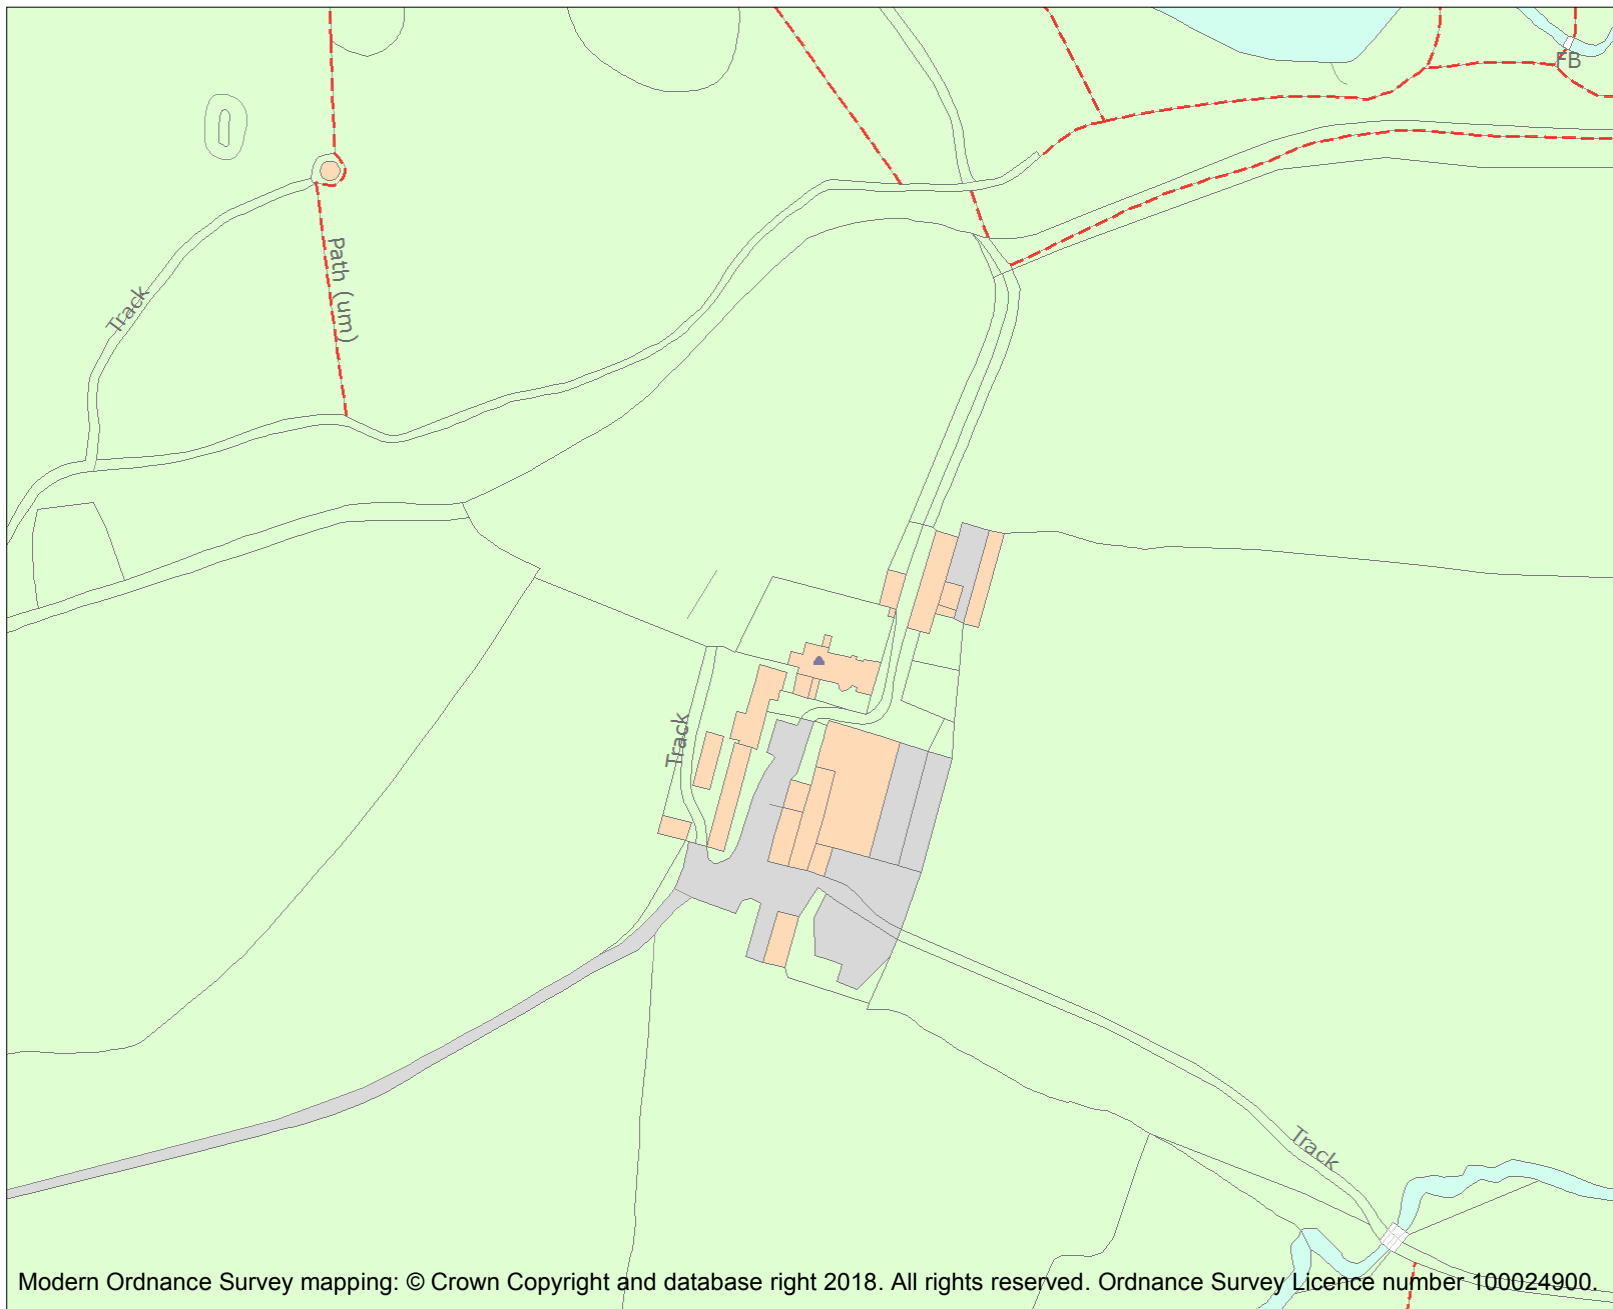 FB
Path (um)
Track
Track
Track
Modern Ordnance Survey mapping: © Crown Copyright and database right 2018. All rights reserved. Ordnance Survey Licence number 100024900.